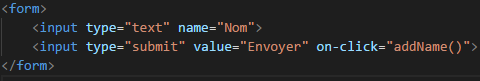 <form>
<input type="text" name="Nom">
<input type="submit" value="Envoyer" on-click="addName()">
</form>